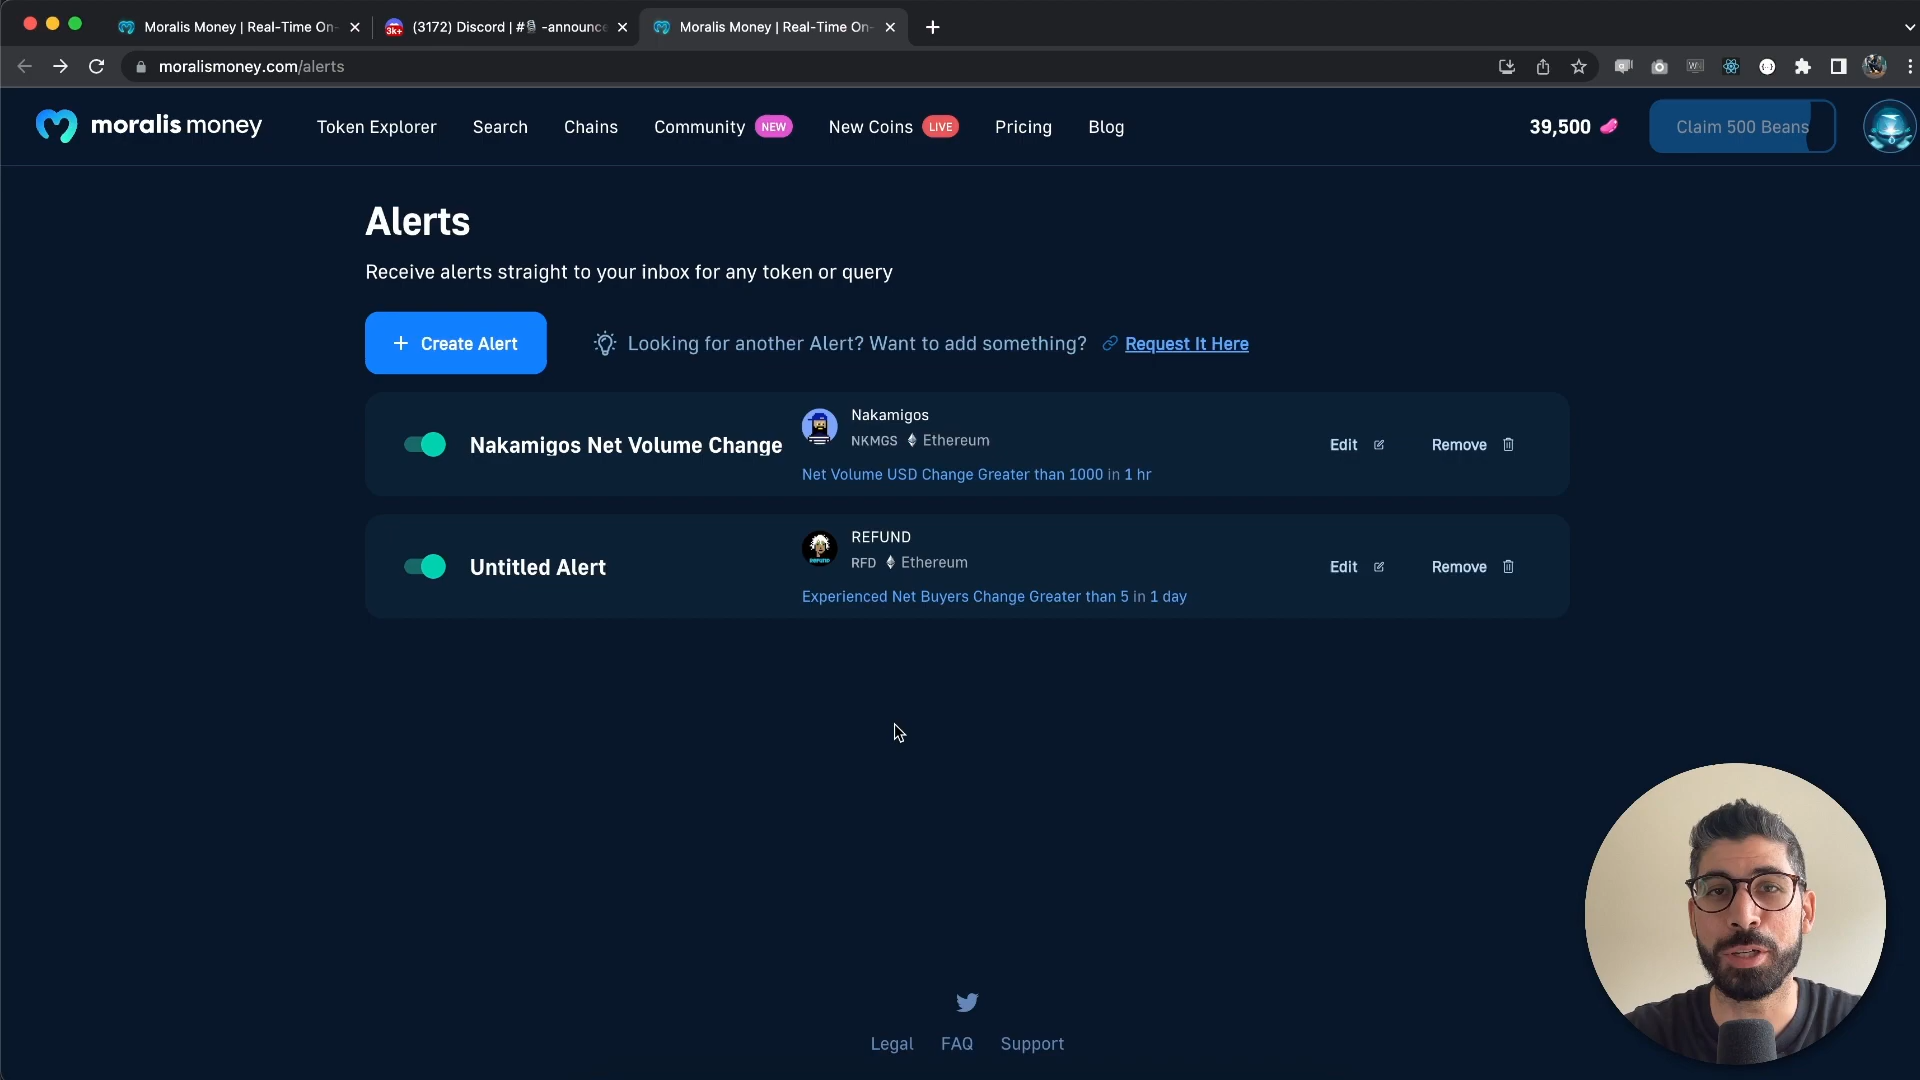 Moralis Money | Real-Time On-
(3172) Discord | # -announce
Moralis Money | Real-Time On-
3k+
moralismoney.com/alerts
moralis money
Token Explorer
Search
Chains
Community
NEW
New Coins
LIVE
Pricing
Blog
39,500
Claim 500 Beans
Alerts
Receive alerts straight to your inbox for any token or query
+ Create Alert
Looking for another Alert? Want to add something?
Request It Here
Nakamigos Net Volume Change
Nakamigos
NKMGS Ethereum
Net Volume USD Change Greater than 1000 in 1 hr
Edit
Remove
Untitled Alert
REFUND
RFD Ethereum
Experienced Net Buyers Change Greater than 5 in 1 day
Edit
Remove
Legal
FAQ
Support